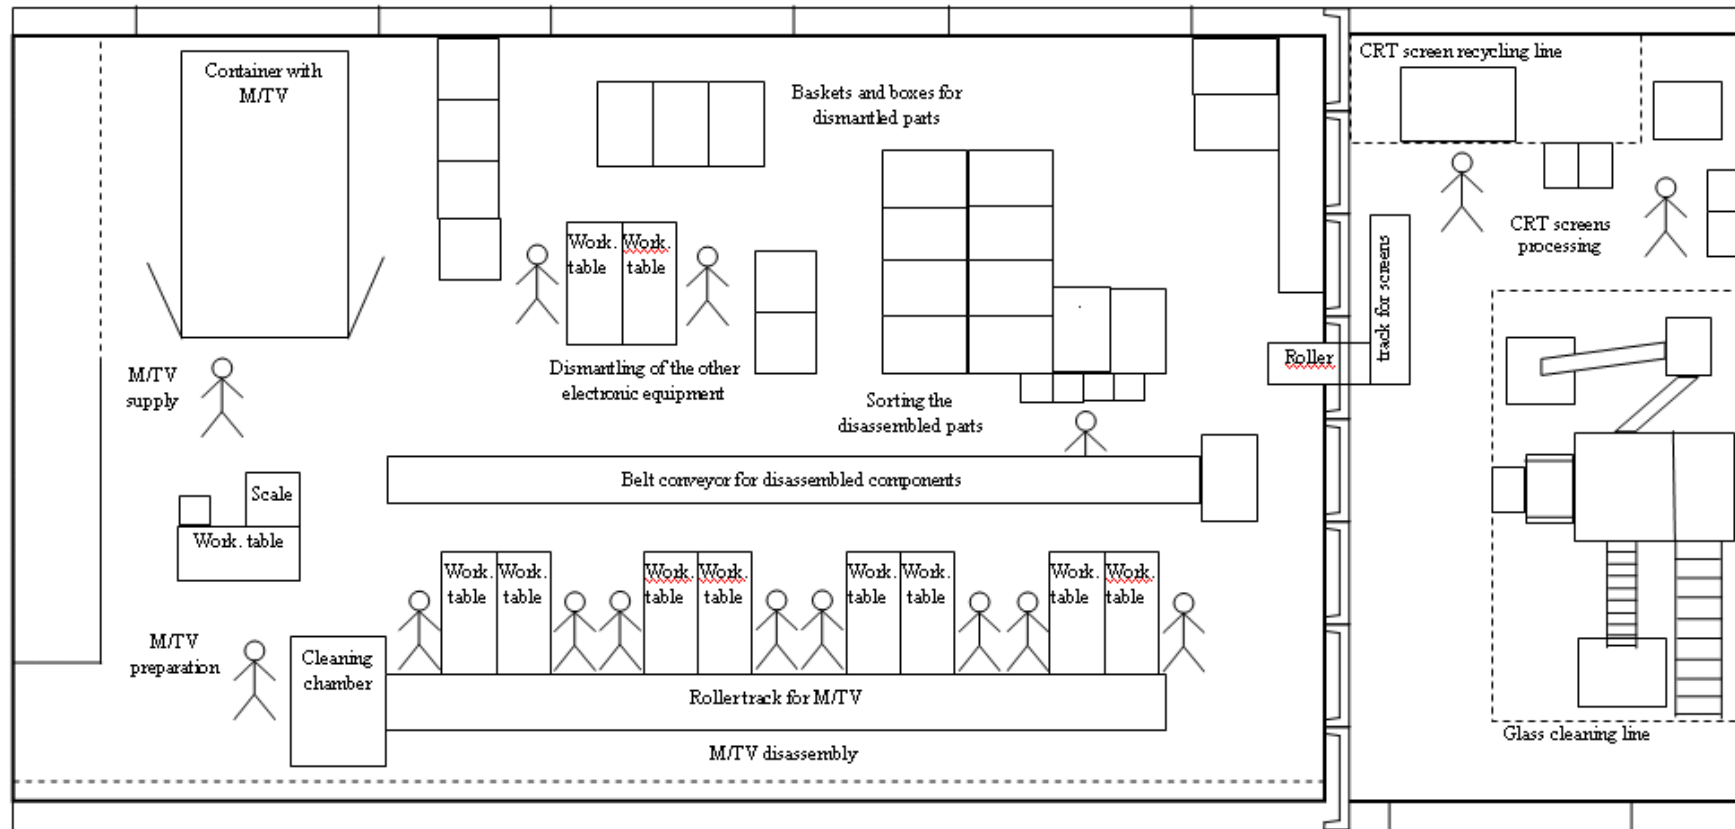 Container with
M/TV
Baskets and boxes for
dismantled parts
CRT screen recycling line
CRT screens
processing
Work. table
Work. table
track for screens
Roller
M/TV
supply
Dismantling of the other
electronic equipment
Sorting the
disassembled parts
Scale
Work. table
Belt conveyor for disassembled components
Work. table
Work. table
Work. table
Work. table
Work. table
Work. table
Work. table
Work. table
M/TV
preparation
Cleaning
chamber
Roller track for M/TV
M/TV disassembly
Glass cleaning line